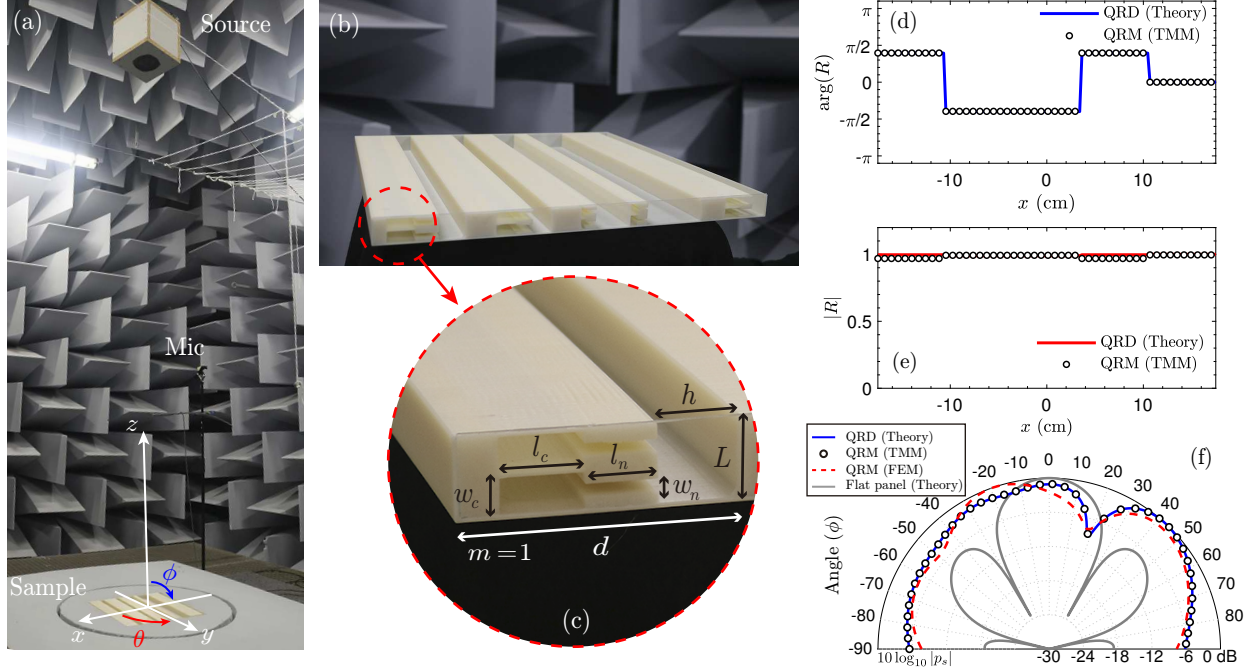 (a)
Source
Mic
z
Sample
ϕ
x
θ
y
(b)
h
l_c
l_n
L
w_c
w_n
m = 1
d
(c)
(d)
QRD (Theory)
QRM (TMM)
π
π/2
0
-π/2
-π
arg(R)
-10
0
10
x (cm)
1
0.5
0
|R|
QRD (Theory)
QRM (TMM)
(e)
-10
0
10
x (cm)
QRD (Theory)
QRM (TMM)
QRM (FEM)
Flat panel (Theory)
(f)
-90
-80
-70
-60
-50
-40
-20
-10
0
10
20
30
40
50
60
70
80
Angle (ϕ)
10 log₁₀ |p_s|
-30
-24
-18
-12
-6
0 dB